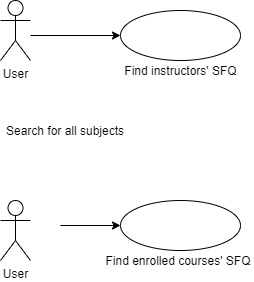 User
Find instructors' SFQ
Search for all subjects
User
Find enrolled courses' SFQ